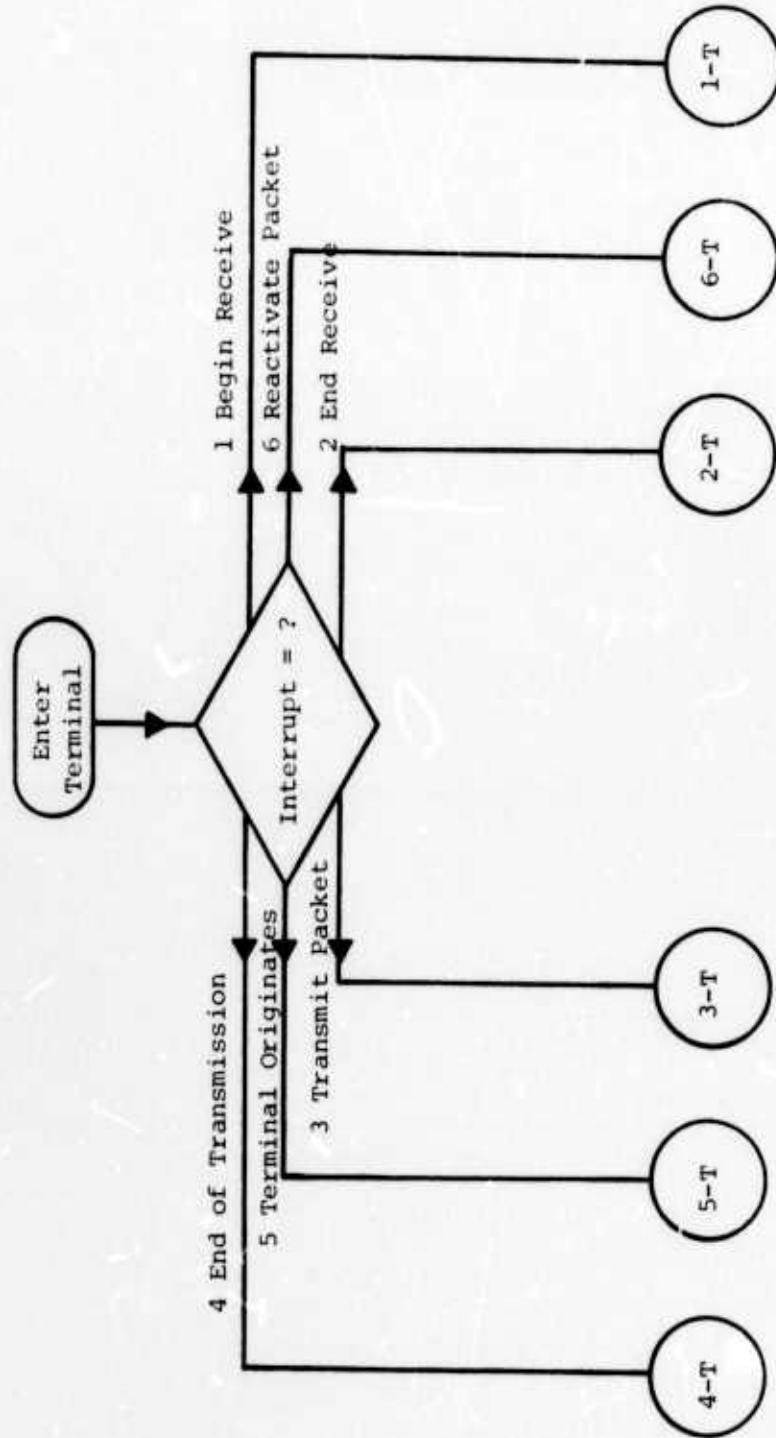 Enter
Terminal
Interrupt = ?
4 End of Transmission
5 Terminal Originates
3 Transmit Packet
1 Begin Receive
6 Reactivate Packet
2 End Receive
4-T
5-T
3-T
2-T
6-T
1-T